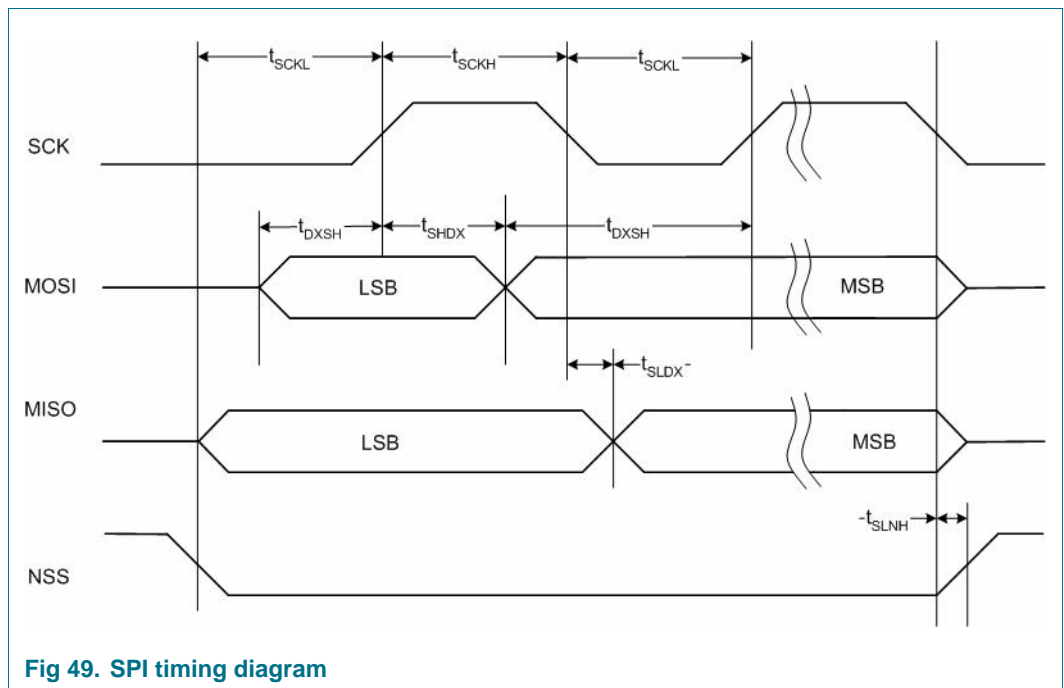 tSCKL tSCKH tSCKL
SCK
tDXSH tSHDX tDXSH
MOSI LSB MSB
tSLDX-
MISO
LSB MSB
-tSLNH
NSS
Fig 49. SPI timing diagram